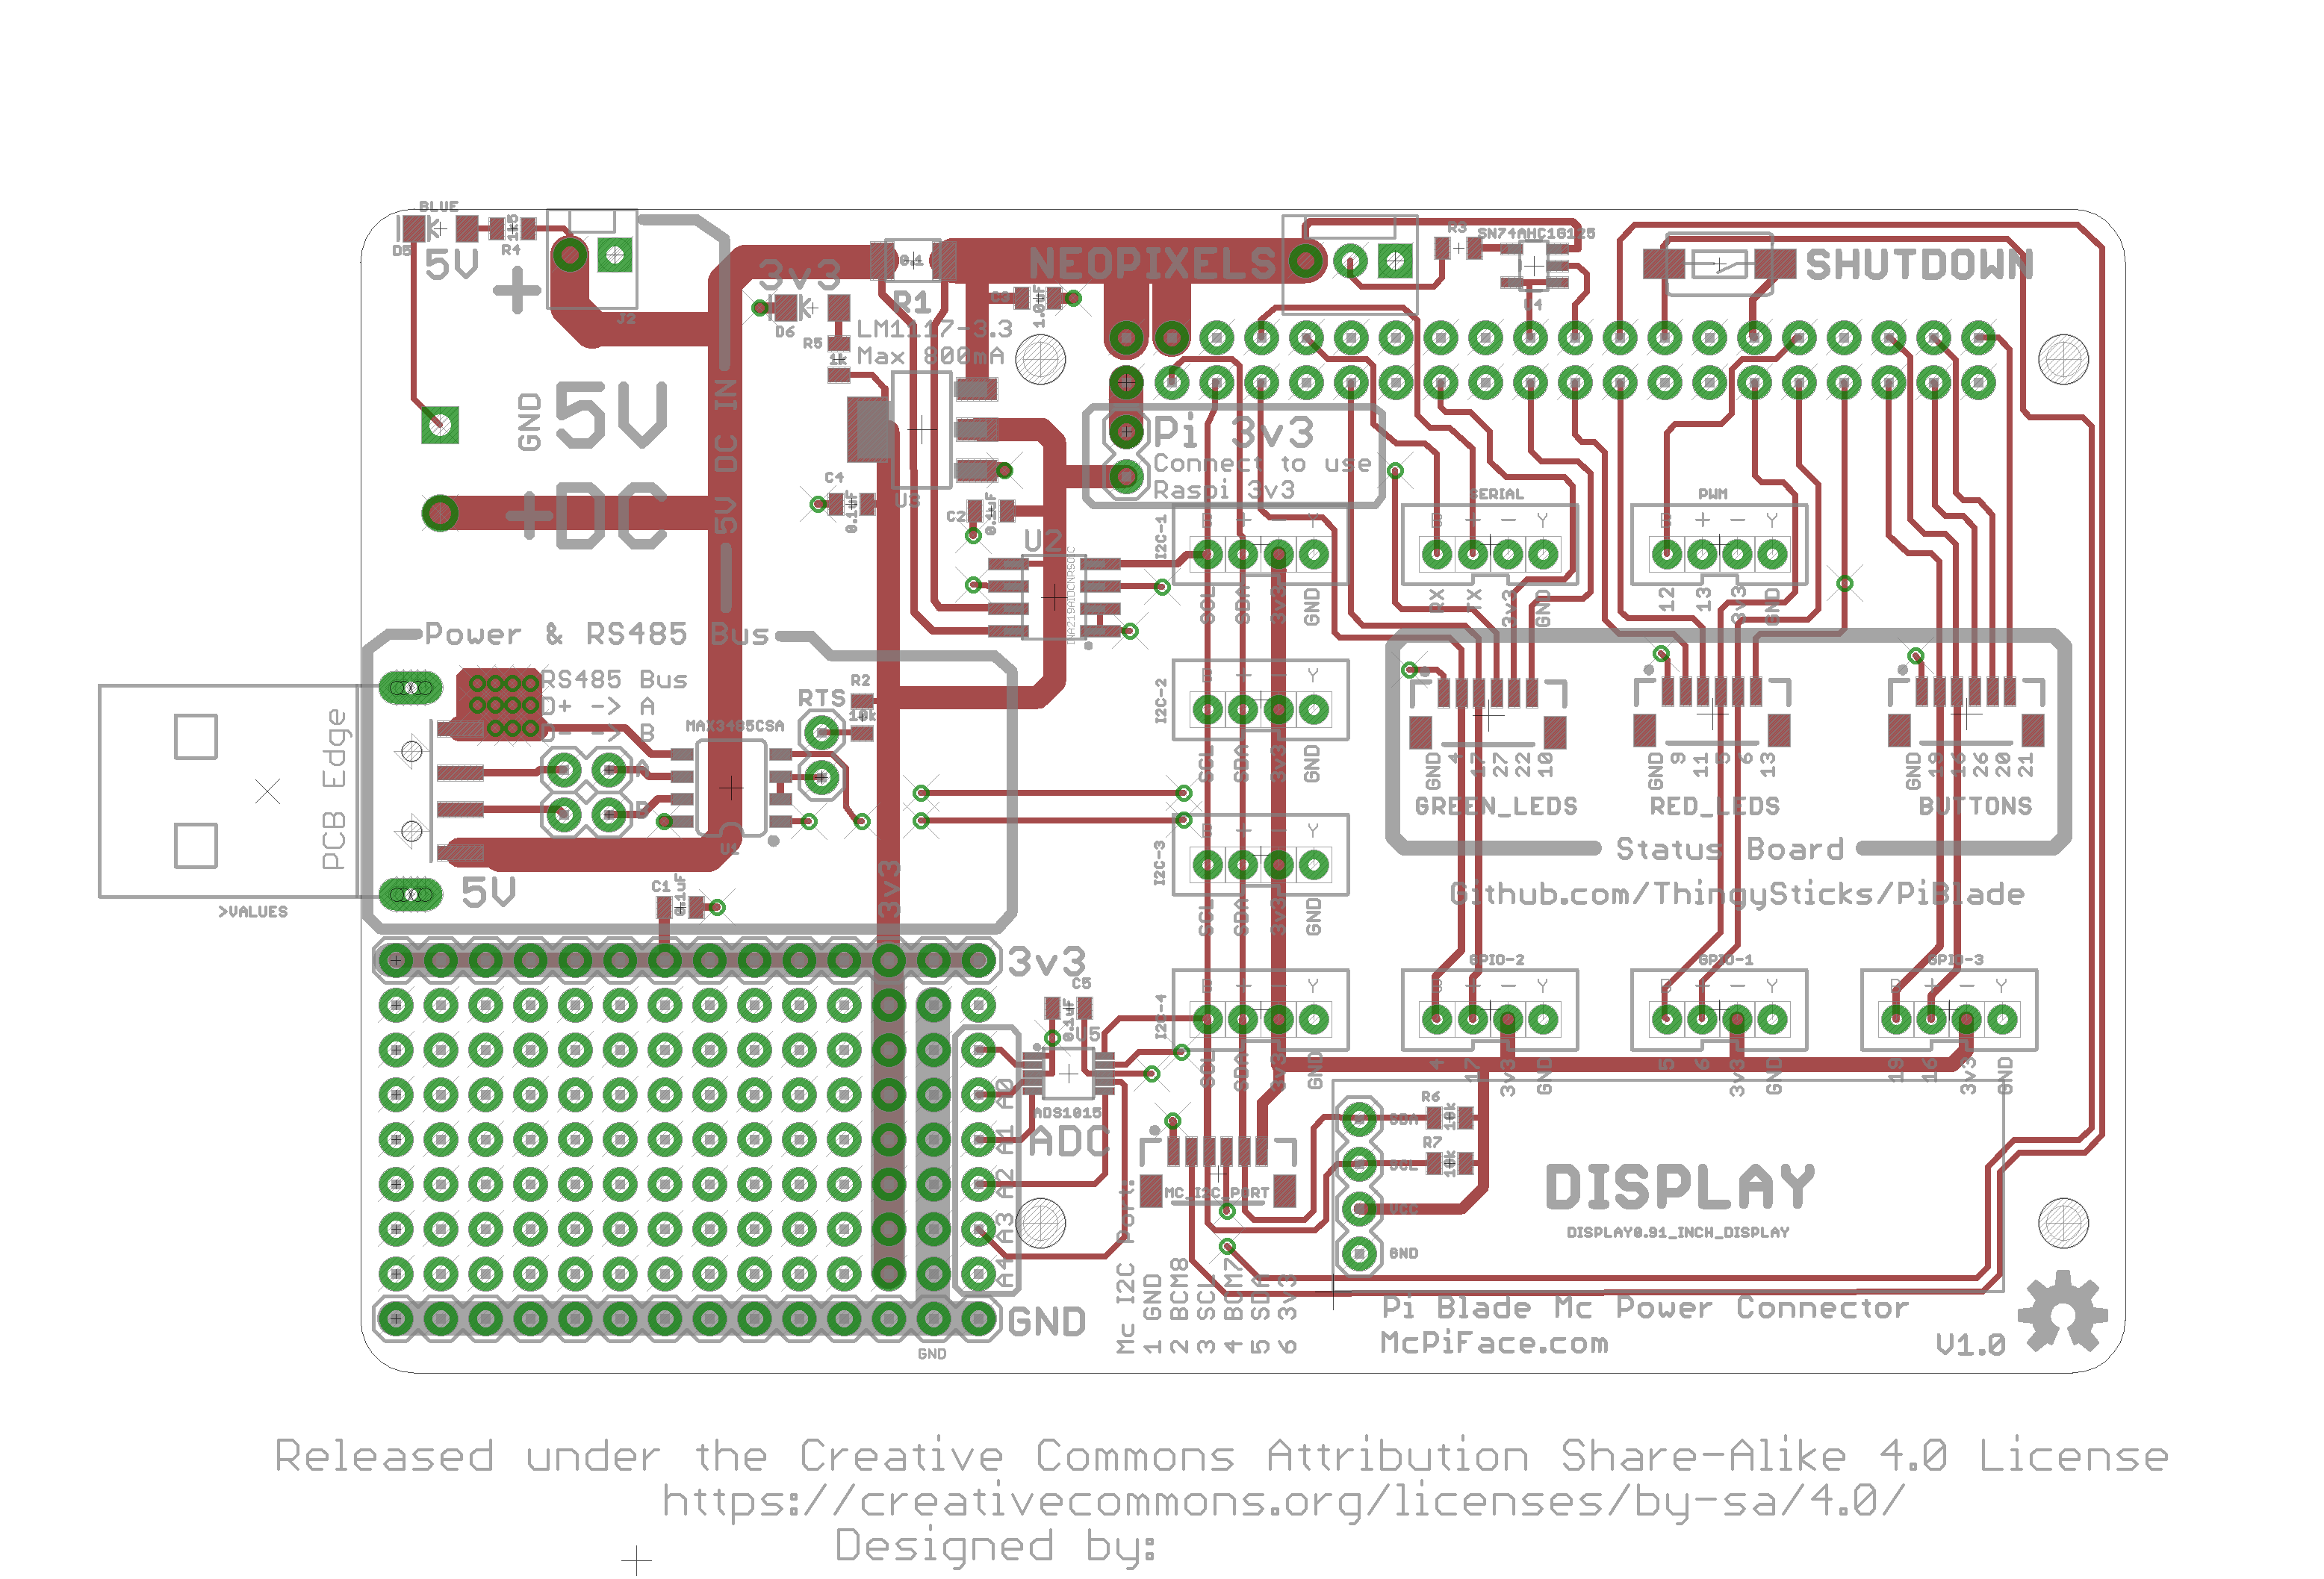 BLUE
D5
R4
5V
+
J2
3v3
D6
R5
1k
R1
LM1117-3.3
Max 800mA
C3
1.0uF
NEOPIXELS
R3
SN74AHC1G125
U4
SHUTDOWN
GND
5V
+DC
5V DC IN
C4
0.1uF
U3
C2
0.1uF
U2
INA219AIDCNRSOIC
Pi 3v3
Connect to use
Raspi 3v3
I2C-1
SCL
SDA
3v3
GND
SERIAL
+
-
Y
RX
TX
3v3
GND
PWM
+
-
Y
12
13
3v3
GND
Power & RS485 Bus
RS485 Bus
D+ -> A
D- -> B
A
B
MAX3485CSA
U1
RTS
R2
10k
PCB Edge
>VALUES
5V
C1
0.1uF
3v3
I2C-2
SCL
SDA
3v3
GND
I2C-3
SCL
SDA
3v3
GND
GND
4
17
27
22
10
GREEN_LEDS
GND
9
11
5
6
13
RED_LEDS
GND
19
16
26
20
21
BUTTONS
Status Board
Github.com/ThingySticks/PiBlade
3v3
C5
0.1uF
U5
ADS1015
ADC
A0
A1
A2
A3
A4
GND
GND
I2C-4
SCL
SDA
3v3
GND
GPIO-2
+
-
Y
4
17
3v3
GND
GPIO-1
+
-
Y
5
6
3v3
GND
GPIO-3
+
-
Y
19
16
3v3
GND
MC_I2C_PORT
Mc I2C Port:
1 GND
2 BCM8
3 SCL
4 BCM7
5 SDA
6 3v3
SDA
SCL
VCC
GND
R6
10k
R7
10k
DISPLAY
DISPLAY0.91_INCH_DISPLAY
Pi Blade Mc Power Connector
McPiFace.com
V1.0
Released under the Creative Commons Attribution Share-Alike 4.0 License
https://creativecommons.org/licenses/by-sa/4.0/
Designed by: